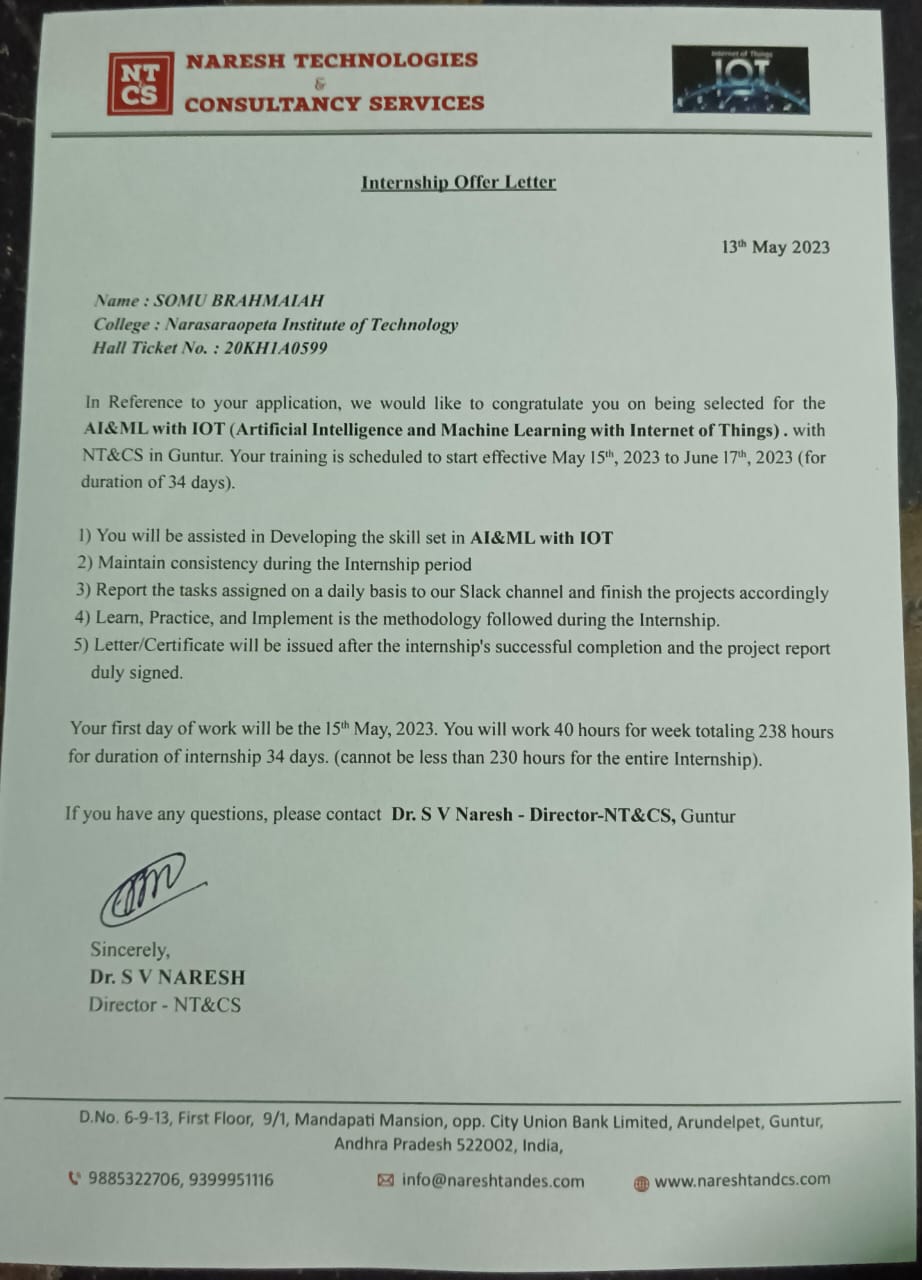 NT
CS
NARESH TECHNOLOGIES
&
CONSULTANCY SERVICES
Internet of Things
IOT
Internship Offer Letter
13th May 2023
Name : SOMU BRAHMAIAH
College : Narasaraopeta Institute of Technology
Hall Ticket No. : 20KH1A0599
In Reference to your application, we would like to congratulate you on being selected for the
AI&ML with IOT (Artificial Intelligence and Machine Learning with Internet of Things) . with
NT&CS in Guntur. Your training is scheduled to start effective May 15th, 2023 to June 17th, 2023 (for
duration of 34 days).
1) You will be assisted in Developing the skill set in AI&ML with IOT
2) Maintain consistency during the Internship period
3) Report the tasks assigned on a daily basis to our Slack channel and finish the projects accordingly
4) Learn, Practice, and Implement is the methodology followed during the Internship.
5) Letter/Certificate will be issued after the internship's successful completion and the project report
duly signed.
Your first day of work will be the 15th May, 2023. You will work 40 hours for week totaling 238 hours
for duration of internship 34 days. (cannot be less than 230 hours for the entire Internship).
If you have any questions, please contact Dr. S V Naresh - Director-NT&CS, Guntur
Sincerely,
Dr. S V NARESH
Director - NT&CS
D.No. 6-9-13, First Floor, 9/1, Mandapati Mansion, opp. City Union Bank Limited, Arundelpet, Guntur,
Andhra Pradesh 522002, India,
9885322706, 9399951116 info@nareshtandes.com www.nareshtandcs.com